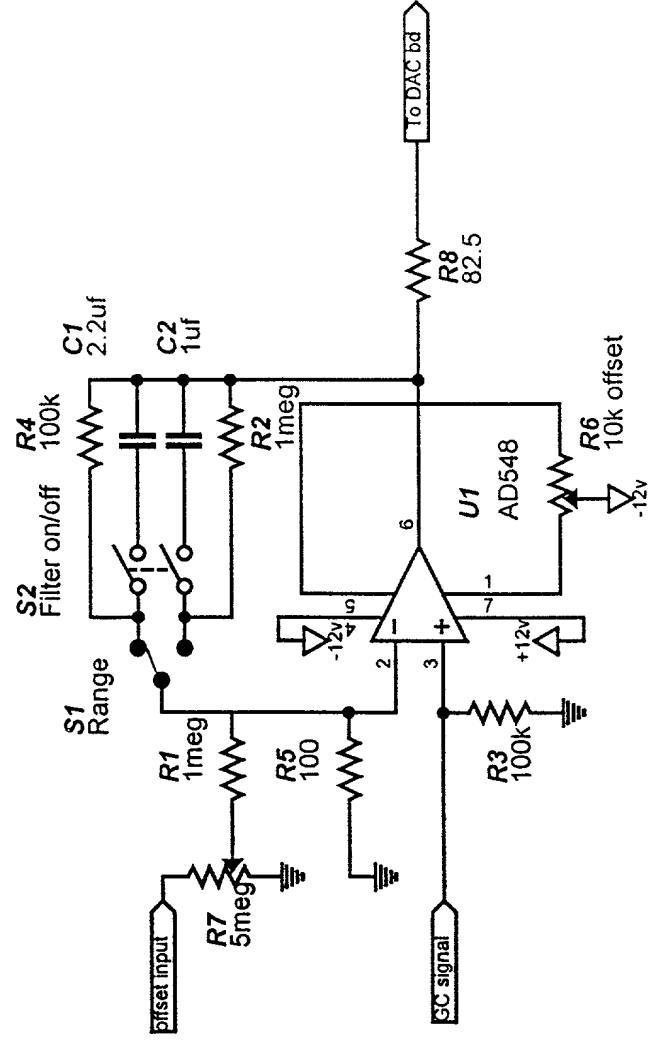 S1
Range
S2
Filter on/off
R4
100k
C1
2.2uf
C2
1uf
R2
1meg
R1
1meg
R5
100
R7
5meg
offset input
GC signal
R3
100k
2
3
-12v
4
5
6
1
7
+12v
U1
AD548
R6
10k offset
-12v
R8
82.5
To DAC bd